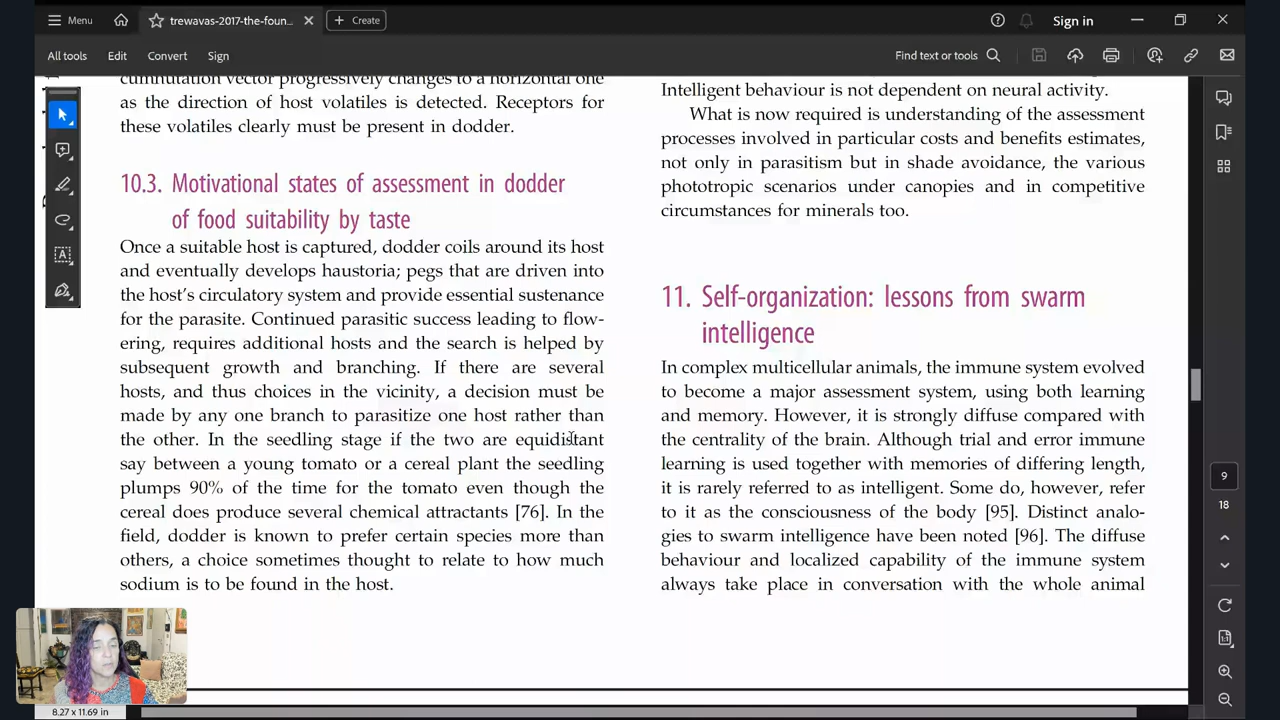 Menu
trewavas-2017-the-foun...
Create
Sign in
All tools
Edit
Convert
Sign
Find text or tools
cumnutation vector progressively changes to a horizontal one
as the direction of host volatiles is detected. Receptors for
these volatiles clearly must be present in dodder.
10.3. Motivational states of assessment in dodder
of food suitability by taste
Once a suitable host is captured, dodder coils around its host
and eventually develops haustoria; pegs that are driven into
the host's circulatory system and provide essential sustenance
for the parasite. Continued parasitic success leading to flow-
ering, requires additional hosts and the search is helped by
subsequent growth and branching. If there are several
hosts, and thus choices in the vicinity, a decision must be
made by any one branch to parasitize one host rather than
the other. In the seedling stage if the two are equidistant
say between a young tomato or a cereal plant the seedling
plumps 90% of the time for the tomato even though the
cereal does produce several chemical attractants [76]. In the
field, dodder is known to prefer certain species more than
others, a choice sometimes thought to relate to how much
sodium is to be found in the host.
Intelligent behaviour is not dependent on neural activity.
What is now required is understanding of the assessment
processes involved in particular costs and benefits estimates,
not only in parasitism but in shade avoidance, the various
phototropic scenarios under canopies and in competitive
circumstances for minerals too.
11. Self-organization: lessons from swarm
intelligence
In complex multicellular animals, the immune system evolved
to become a major assessment system, using both learning
and memory. However, it is strongly diffuse compared with
the centrality of the brain. Although trial and error immune
learning is used together with memories of differing length,
it is rarely referred to as intelligent. Some do, however, refer
to it as the consciousness of the body [95]. Distinct analo-
gies to swarm intelligence have been noted [96]. The diffuse
behaviour and localized capability of the immune system
always take place in conversation with the whole animal
9
18
8.27 x 11.69 in